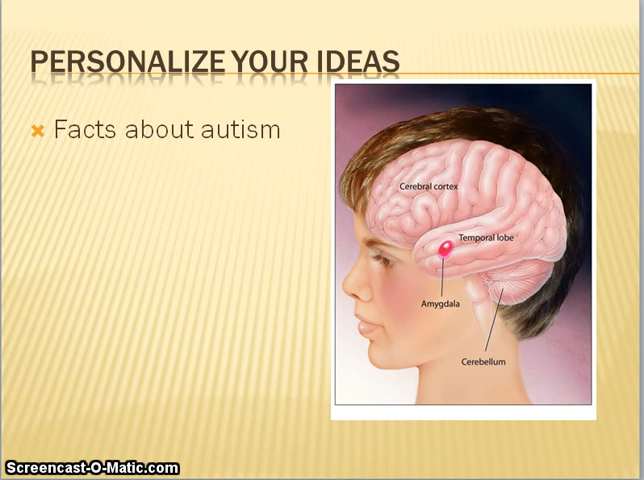 PERSONALIZE YOUR IDEAS
Facts about autism
Cerebral cortex
Temporal lobe
Amygdala
Cerebellum
Screencast-O-Matic.com